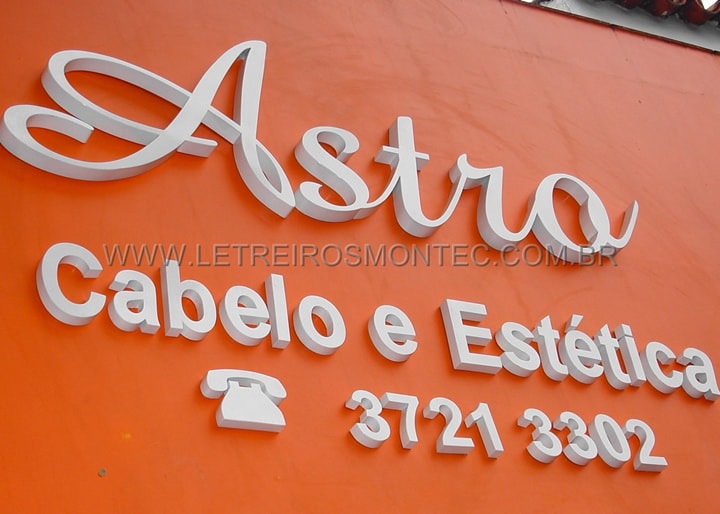 Astro
WWW.LETREIROSMONTEC.COM.BR
Cabelo e Estética
3721 3302